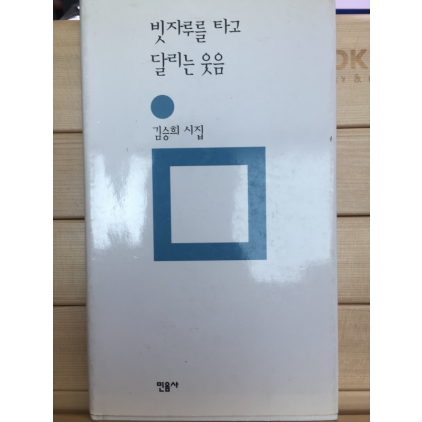 빗자루를 타고
달리는 웃음
김승희 시집
민음사
OK